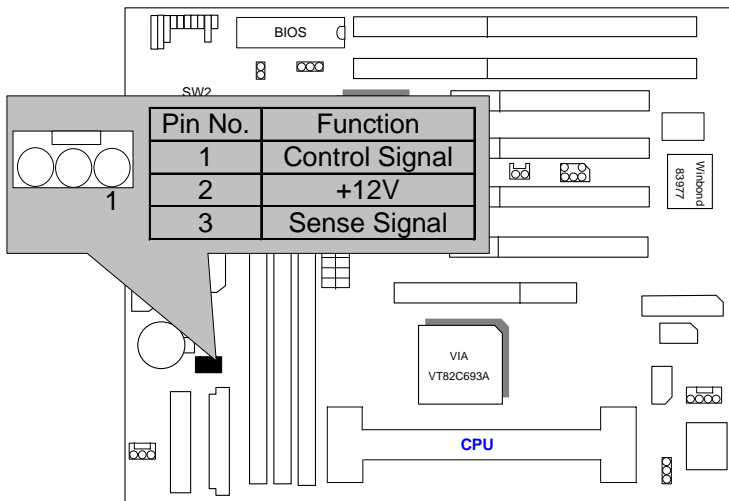 BIOS
SW2
Pin No. Function
1 Control Signal
2 +12V
3 Sense Signal
1
Winbond
83977
VIA
VT82C693A
CPU